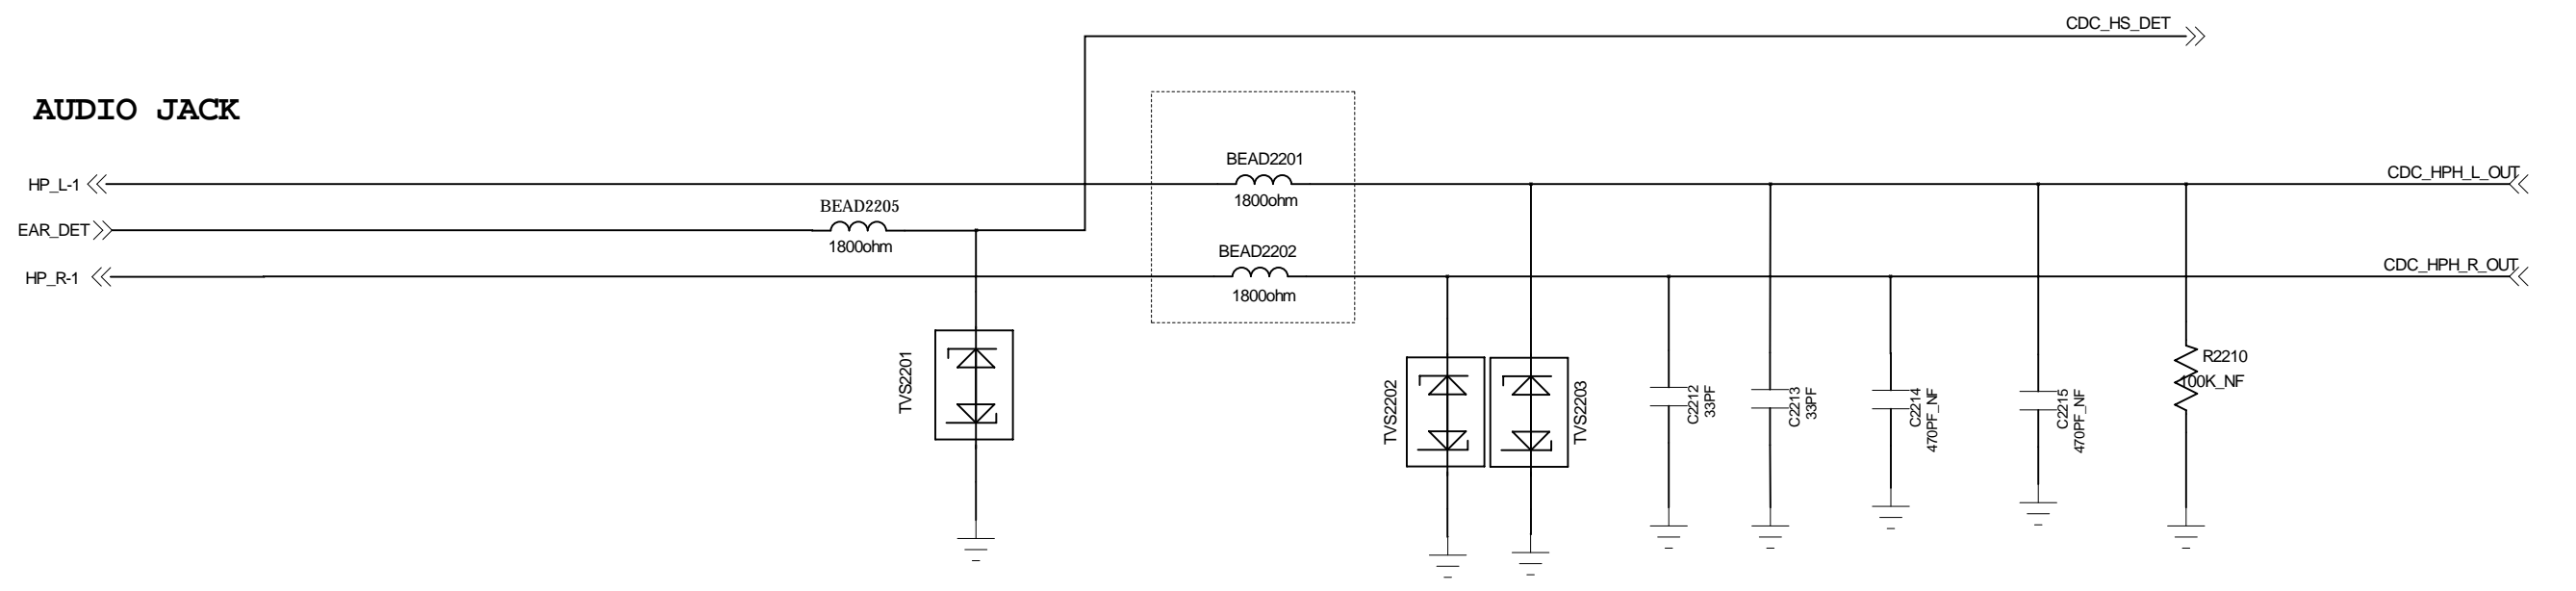 CDC_HS_DET
AUDIO JACK
BEAD2201
HP_L-1
CDC_HPH_L_OUT
1800ohm
BEAD2205
EAR_DET
1800ohm
BEAD2202
HP_R-1
CDC_HPH_R_OUT
1800ohm
TVS2201
TVS2202
TVS2203
C2212
33PF
C2213
33PF
C2214
470PF_NF
C2215
470PF_NF
R2210
100K_NF